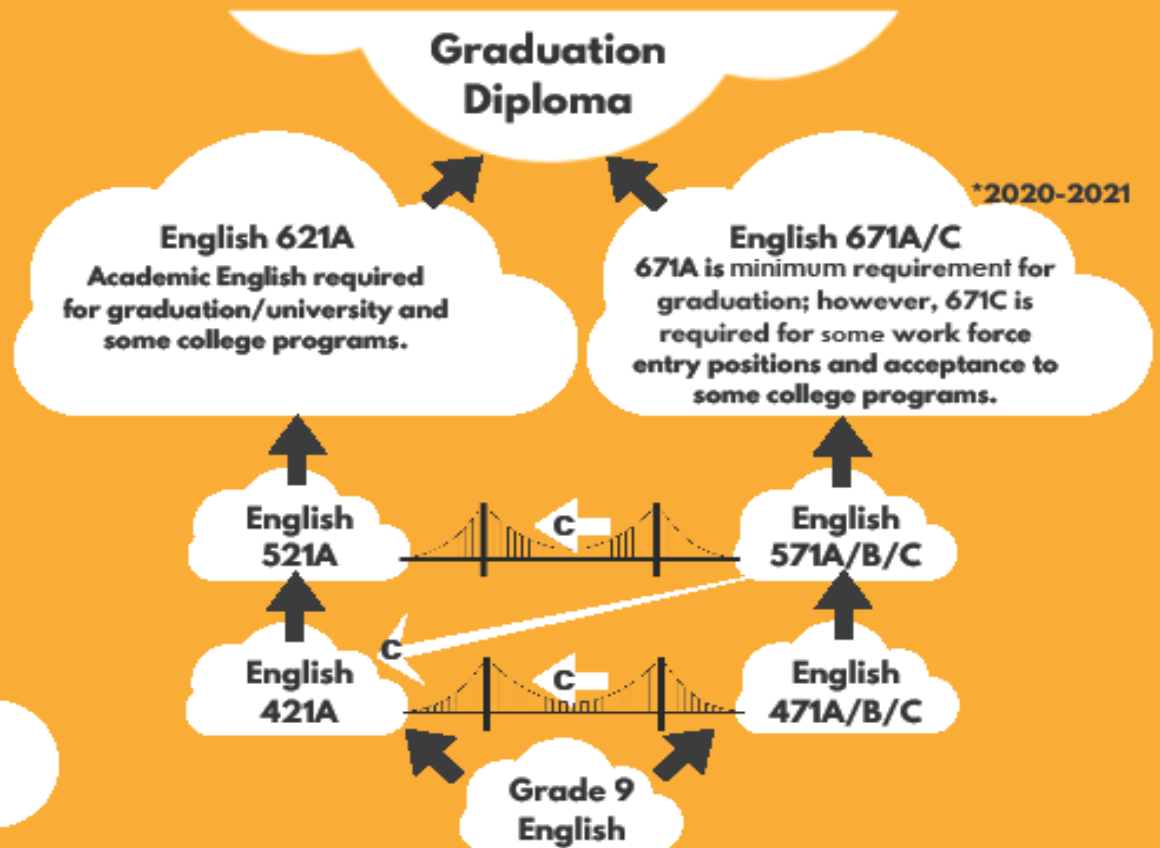 Graduation
Diploma
*2020-2021
English 621A
Academic English required
for graduation/university and
some college programs.
English 671A/C
671A is minimum requirement for
graduation; however, 671C is
required for some work force
entry positions and acceptance to
some college programs.
English
521A
C
English
571A/B/C
C
English
421A
C
English
471A/B/C
Grade 9
English